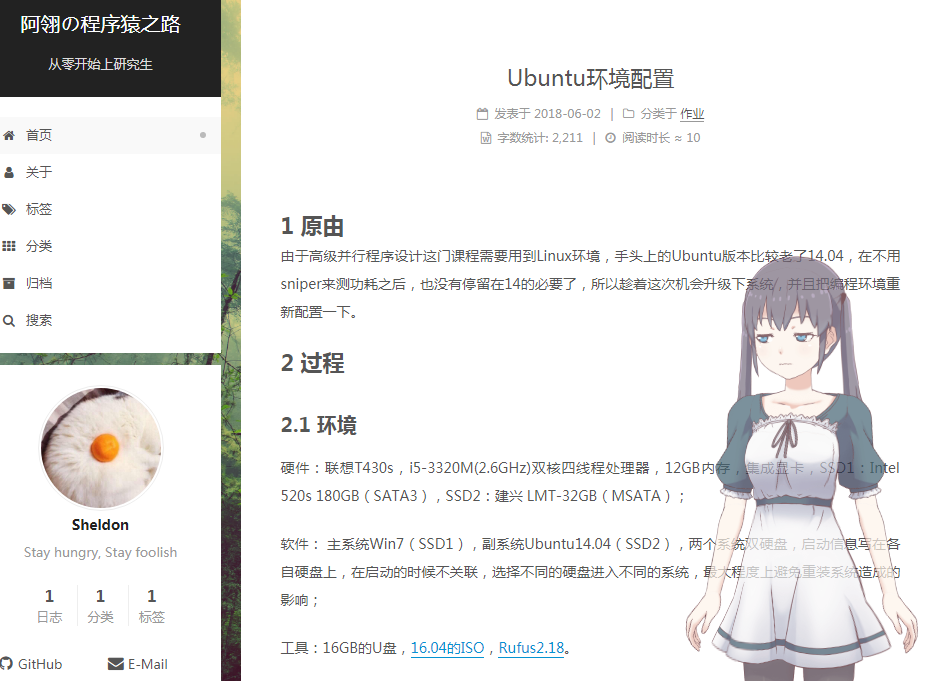 阿翎の程序猿之路
从零开始上研究生
首页
关于
标签
分类
归档
搜索
Sheldon
Stay hungry, Stay foolish
1 1 1
日志 分类 标签
GitHub E-Mail
Ubuntu环境配置
发表于 2018-06-02 | 分类于 作业
字数统计: 2,211 | 阅读时长 ≈ 10
1 原由
由于高级并行程序设计这门课程需要用到Linux环境，手头上的Ubuntu版本比较老了14.04，在不用
sniper来测功耗之后，也没有停留在14的必要了，所以趁着这次机会升级下系统，并且把编程环境重
新配置一下。
2 过程
2.1 环境
硬件：联想T430s，i5-3320M(2.6GHz)双核四线程处理器，12GB内存，集成显卡，SSD1：Intel
520s 180GB（SATA3），SSD2：建兴 LMT-32GB（MSATA）；
软件： 主系统Win7（SSD1），副系统Ubuntu14.04（SSD2），两个系统双硬盘，启动信息写在各
自硬盘上，在启动的时候不关联，选择不同的硬盘进入不同的系统，最大程度上避免重装系统造成的
影响；
工具：16GB的U盘，16.04的ISO，Rufus2.18。